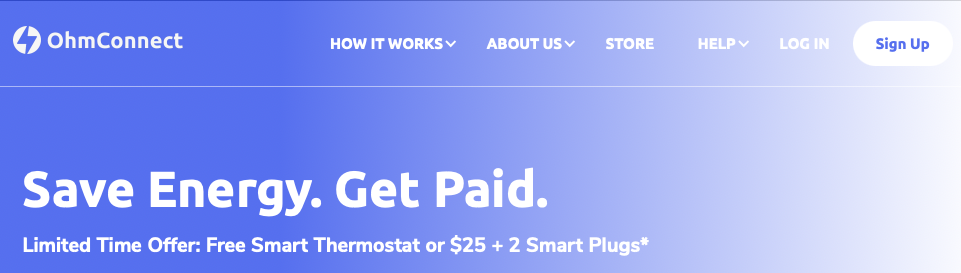 OhmConnect
HOW IT WORKS ABOUT US STORE HELP LOG IN Sign Up
Save Energy. Get Paid.
Limited Time Offer: Free Smart Thermostat or $25 + 2 Smart Plugs*